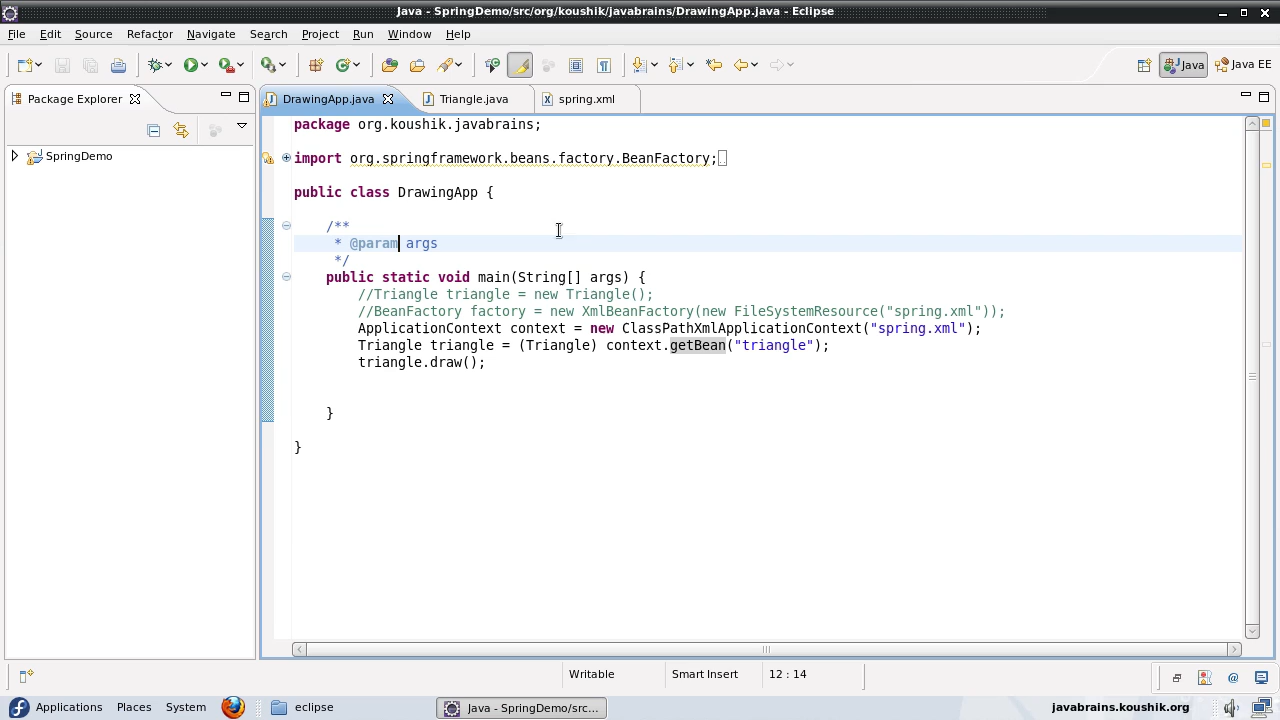 Java - SpringDemo/src/org/koushik/javabrains/DrawingApp.java - Eclipse
File Edit Source Refactor Navigate Search Project Run Window Help
Java Java EE
Package Explorer DrawingApp.java Triangle.java spring.xml
SpringDemo
package org.koushik.javabrains;
import org.springframework.beans.factory.BeanFactory;
public class DrawingApp {
/**
* @param args
*/
public static void main(String[] args) {
//Triangle triangle = new Triangle();
//BeanFactory factory = new XmlBeanFactory(new FileSystemResource("spring.xml"));
ApplicationContext context = new ClassPathXmlApplicationContext("spring.xml");
Triangle triangle = (Triangle) context.getBean("triangle");
triangle.draw();
}
}
Writable Smart Insert 12 : 14
Applications Places System eclipse Java - SpringDemo/src... javabrains.koushik.org